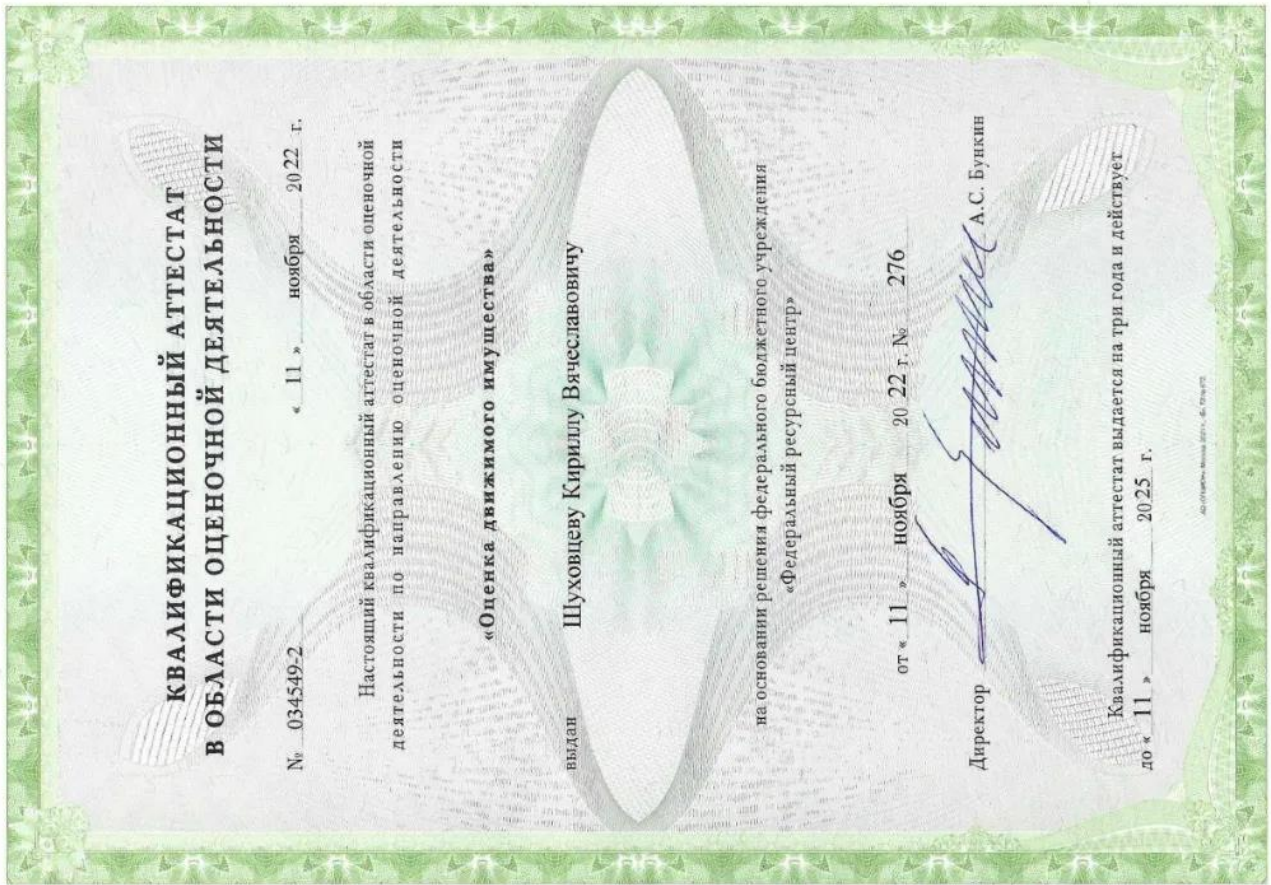 КВАЛИФИКАЦИОННЫЙ АТТЕСТАТ
В ОБЛАСТИ ОЦЕНОЧНОЙ ДЕЯТЕЛЬНОСТИ
№ 034549-2 « 11 » ноября 2022 г.
Настоящий квалификационный аттестат в области оценочной
деятельности по направлению оценочной деятельности
«Оценка движимого имущества»
выдан Шуховцеву Кириллу Вячеславовичу
на основании решения федерального бюджетного учреждения
«Федеральный ресурсный центр»
от « 11 » ноября 20 22 г. № 276
Директор А.С. Бункин
Квалификационный аттестат выдается на три года и действует
до « 11 » ноября 2025 г.